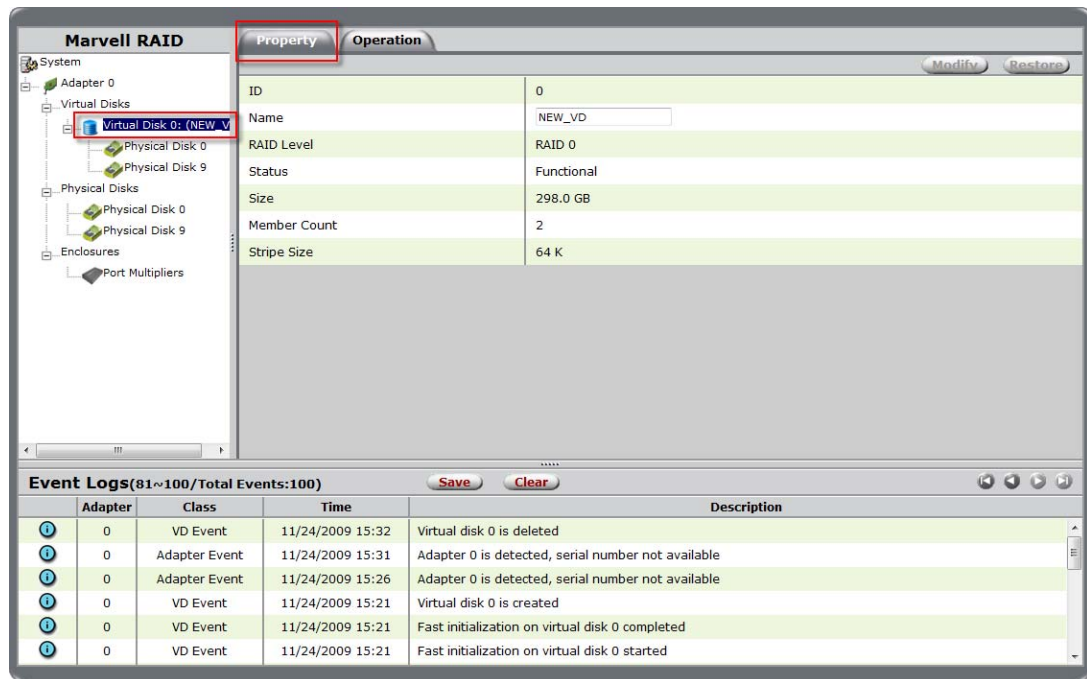 Marvell RAID
Property
Operation
Modify
Restore
System
Adapter 0
Virtual Disks
Virtual Disk 0: (NEW_V
Physical Disk 0
Physical Disk 9
Physical Disks
Physical Disk 0
Physical Disk 9
Enclosures
Port Multipliers
ID 0
Name NEW_VD
RAID Level RAID 0
Status Functional
Size 298.0 GB
Member Count 2
Stripe Size 64 K
Event Logs(81~100/Total Events:100) Save Clear
Adapter Class Time Description
0 VD Event 11/24/2009 15:32 Virtual disk 0 is deleted
0 Adapter Event 11/24/2009 15:31 Adapter 0 is detected, serial number not available
0 Adapter Event 11/24/2009 15:26 Adapter 0 is detected, serial number not available
0 VD Event 11/24/2009 15:21 Virtual disk 0 is created
0 VD Event 11/24/2009 15:21 Fast initialization on virtual disk 0 completed
0 VD Event 11/24/2009 15:21 Fast initialization on virtual disk 0 started